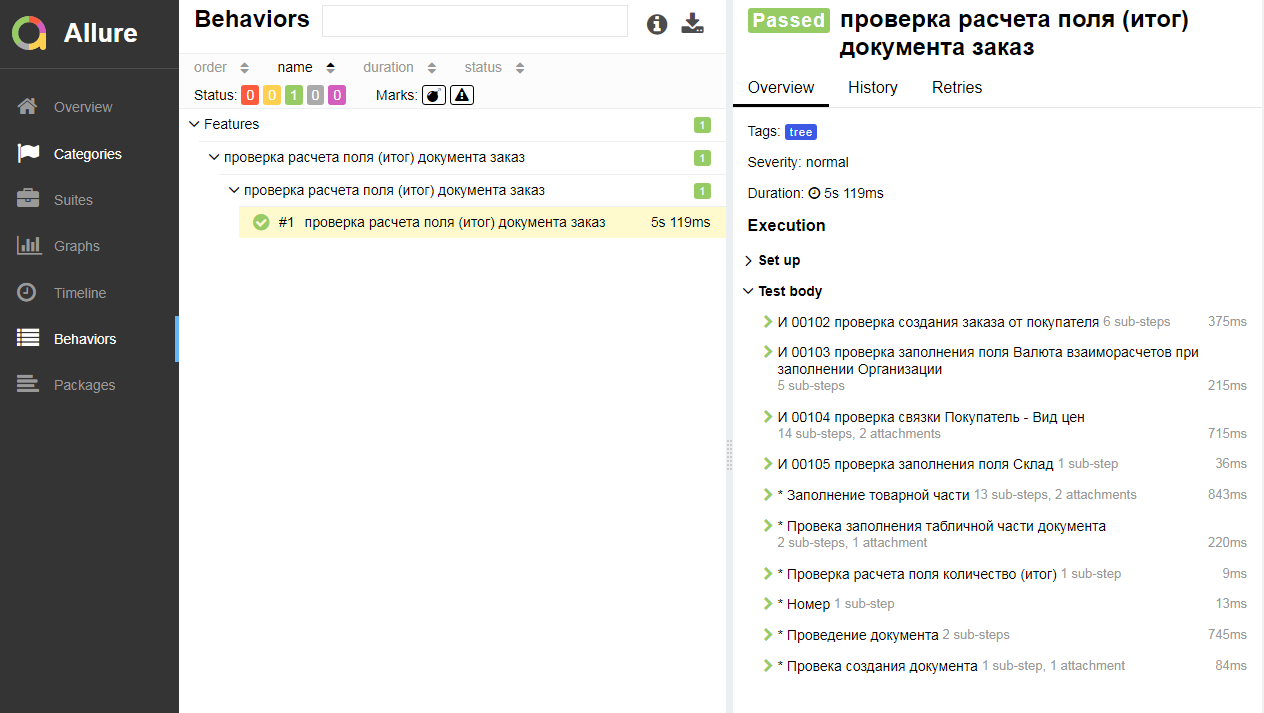 Allure
Overview
Categories
Suites
Graphs
Timeline
Behaviors
Packages
Behaviors
order name duration status
Status: 0 0 1 0 0 Marks:
Features 1
проверка расчета поля (итог) документа заказ 1
проверка расчета поля (итог) документа заказ 1
#1 проверка расчета поля (итог) документа заказ 5s 119ms
Passed проверка расчета поля (итог)
документа заказ
Overview History Retries
Tags: tree
Severity: normal
Duration: 5s 119ms
Execution
Set up
Test body
И 00102 проверка создания заказа от покупателя 6 sub-steps 375ms
И 00103 проверка заполнения поля Валюта взаиморасчетов при
заполнении Организации
5 sub-steps 215ms
И 00104 проверка связки Покупатель - Вид цен
14 sub-steps, 2 attachments 715ms
И 00105 проверка заполнения поля Склад 1 sub-step 36ms
* Заполнение товарной части 13 sub-steps, 2 attachments 843ms
* Провека заполнения табличной части документа
2 sub-steps, 1 attachment 220ms
* Проверка расчета поля количество (итог) 1 sub-step 9ms
* Номер 1 sub-step 13ms
* Проведение документа 2 sub-steps 745ms
* Провека создания документа 1 sub-step, 1 attachment 84ms